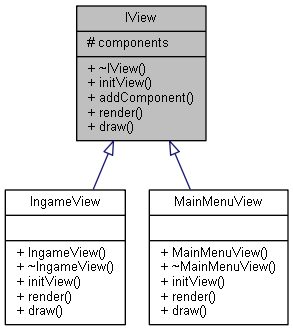 IView
# components
+ ~IView()
+ initView()
+ addComponent()
+ render()
+ draw()
IngameView
+ IngameView()
+ ~IngameView()
+ initView()
+ render()
+ draw()
MainMenuView
+ MainMenuView()
+ ~MainMenuView()
+ initView()
+ render()
+ draw()